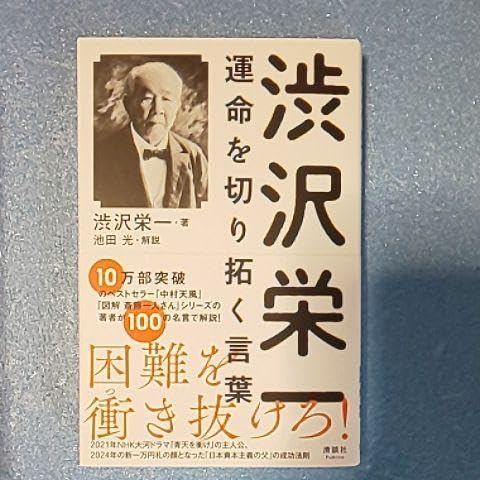 渋沢栄一
運命を切り拓く言葉
渋沢栄一・著
池田 光・解説
10万部突破
のベストセラー「中村天風」
『図解 斎藤一人さん』シリーズの
著者が100の名言で解説!
困難を
衝き抜けろ!
つ
2021年NHK大河ドラマ「青天を衝け」の主人公、
2024年の新一万円札の顔となった「日本資本主義の父」の成功法則
清談社
Publico